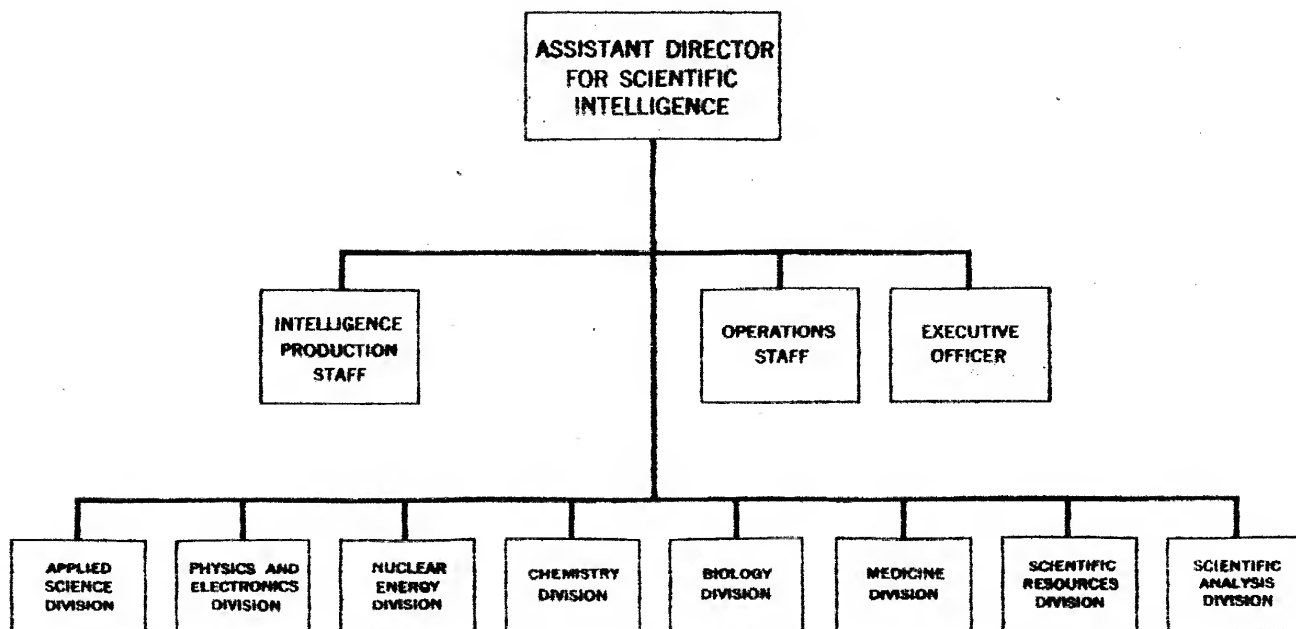 ASSISTANT DIRECTOR
FOR SCIENTIFIC
INTELLIGENCE
INTELLIGENCE
PRODUCTION
STAFF
OPERATIONS
STAFF
EXECUTIVE
OFFICER
APPLIED
SCIENCE
DIVISION
PHYSICS AND
ELECTRONICS
DIVISION
NUCLEAR
ENERGY
DIVISION
CHEMISTRY
DIVISION
BIOLOGY
DIVISION
MEDICINE
DIVISION
SCIENTIFIC
RESOURCES
DIVISION
SCIENTIFIC
ANALYSIS
DIVISION